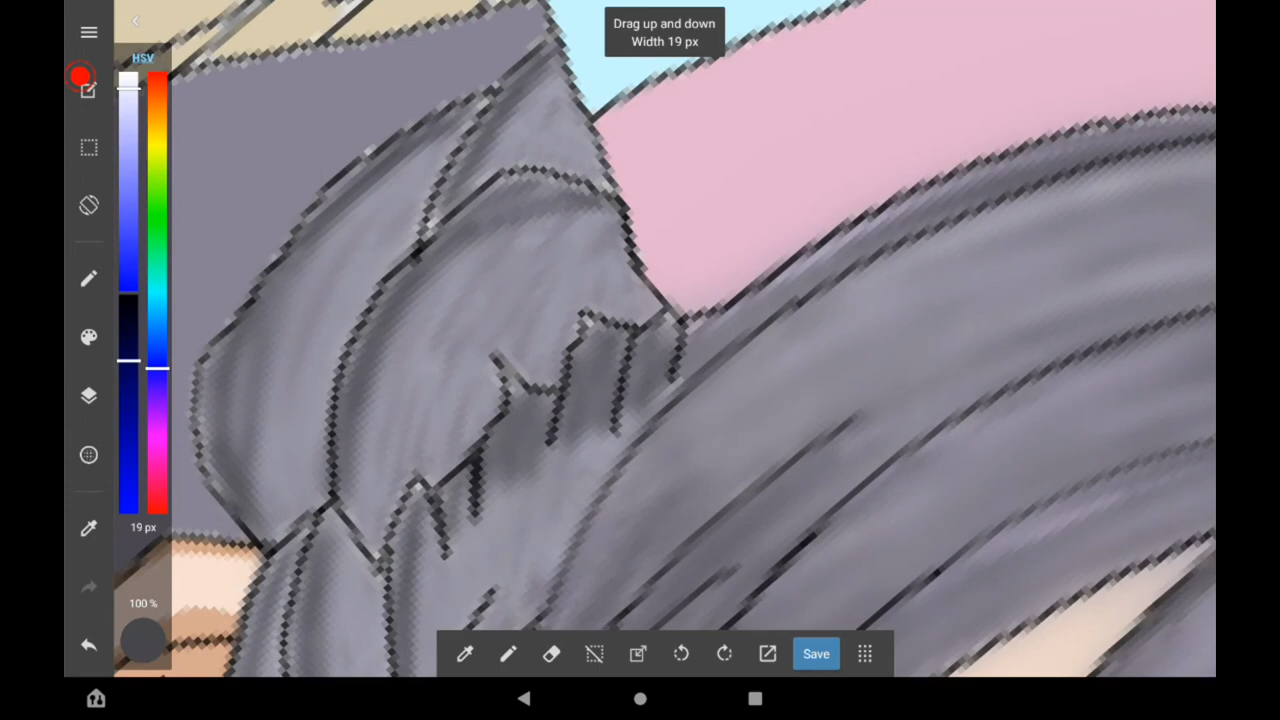 Drag up and down
Width 19 px
HSV
19 px
100 %
Save